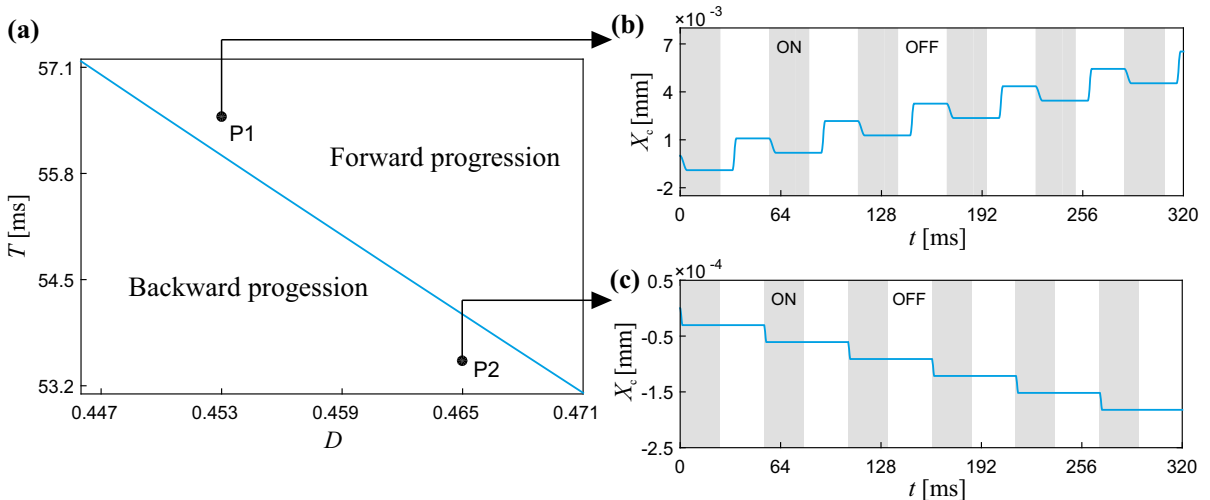 (a)
57.1
55.8
54.5
53.2
T [ms]
P1
Forward progression
Backward progession
P2
0.447
0.453
0.459
0.465
0.471
D
(b)
×10⁻³
7
4
1
-2
X_c [mm]
ON
OFF
0
64
128
192
256
320
t [ms]
(c)
×10⁻⁴
0.5
-0.5
-1.5
-2.5
X_c [mm]
ON
OFF
0
64
128
192
256
320
t [ms]